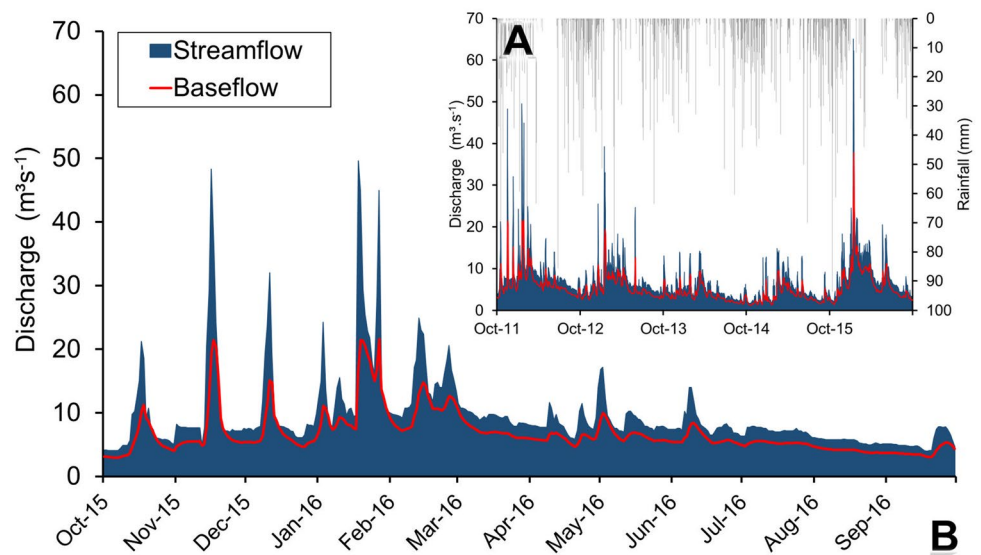 Streamflow
Baseflow
Discharge (m³s⁻¹)
70
60
50
40
30
20
10
0
Oct-15
Nov-15
Dec-15
Jan-16
Feb-16
Mar-16
Apr-16
May-16
Jun-16
Jul-16
Aug-16
Sep-16
B
A
Discharge (m³.s⁻¹)
70
60
50
40
30
20
10
0
Oct-11
Oct-12
Oct-13
Oct-14
Oct-15
0
10
20
30
40
50
60
70
80
90
100
Rainfall (mm)